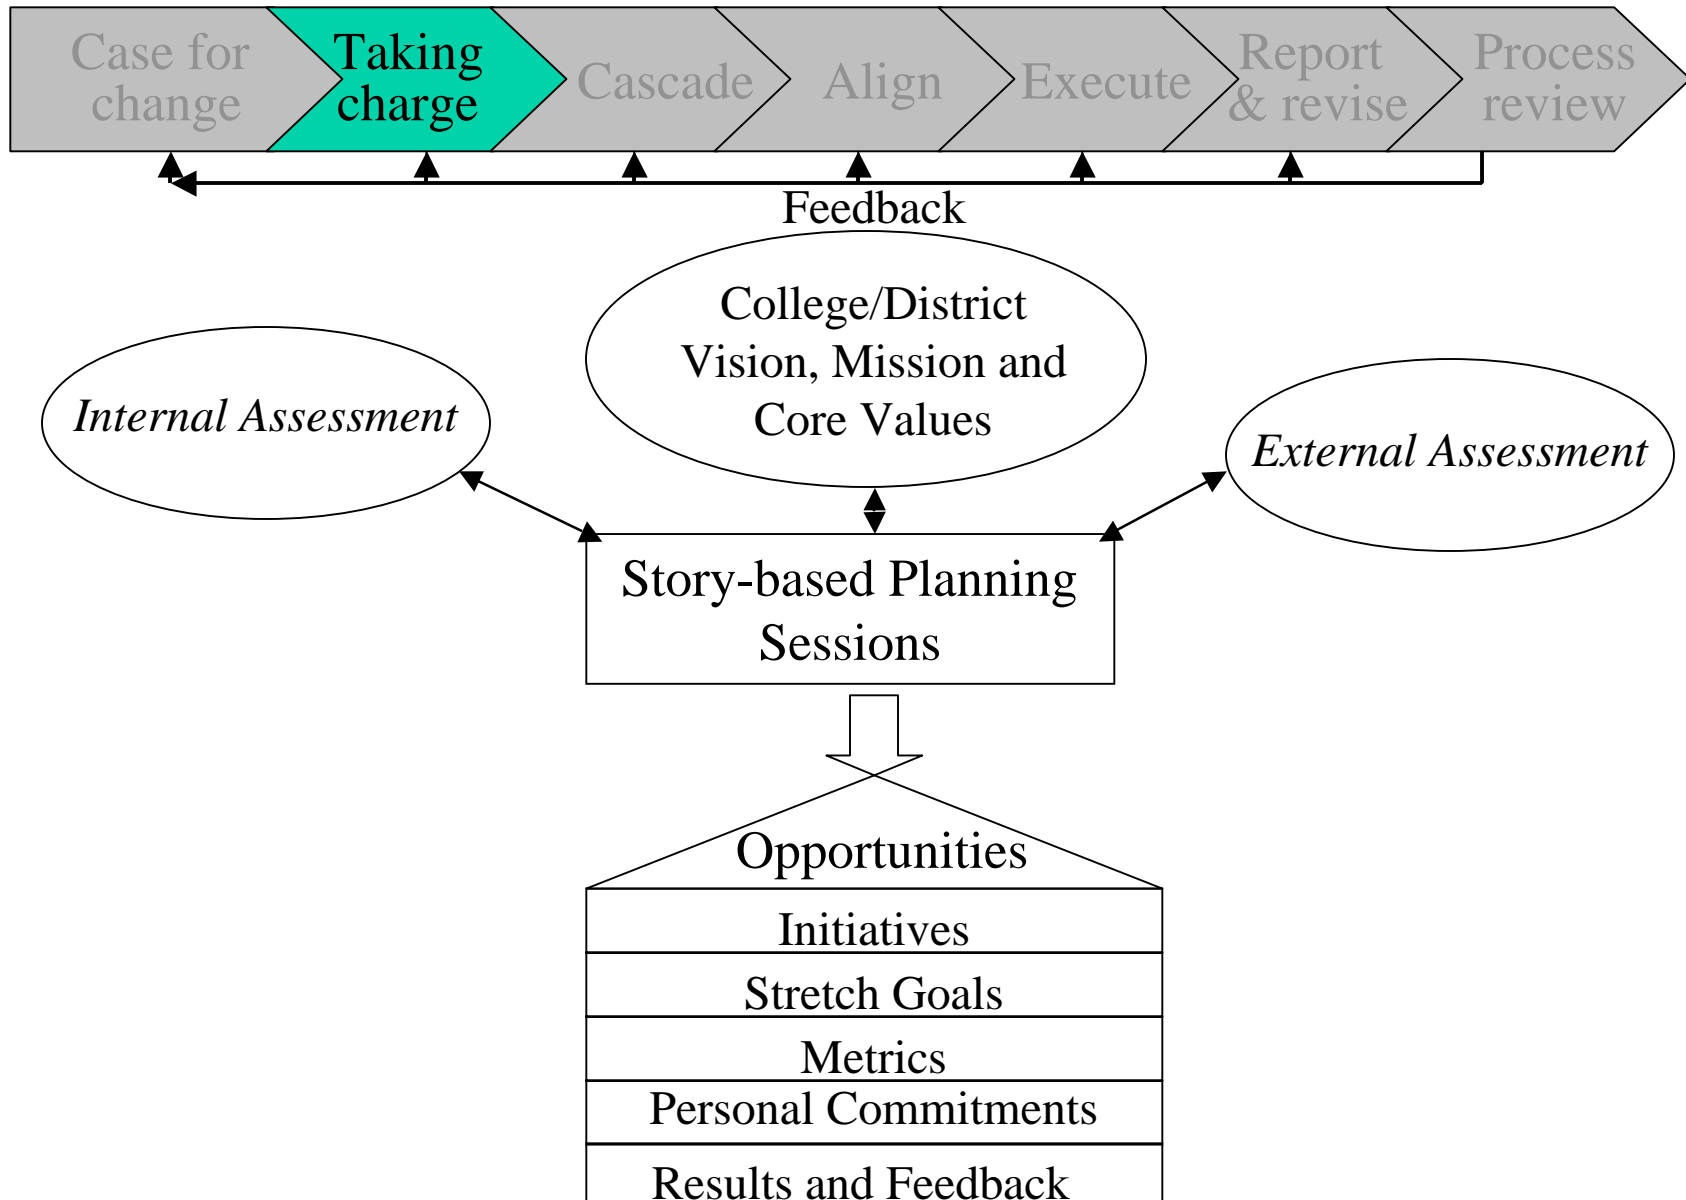 Case for
change
Taking
charge
Cascade
Align
Execute
Report
& revise
Process
review
Feedback
College/District
Vision, Mission and
Core Values
Internal Assessment
External Assessment
Story-based Planning
Sessions
Opportunities
Initiatives
Stretch Goals
Metrics
Personal Commitments
Results and Feedback